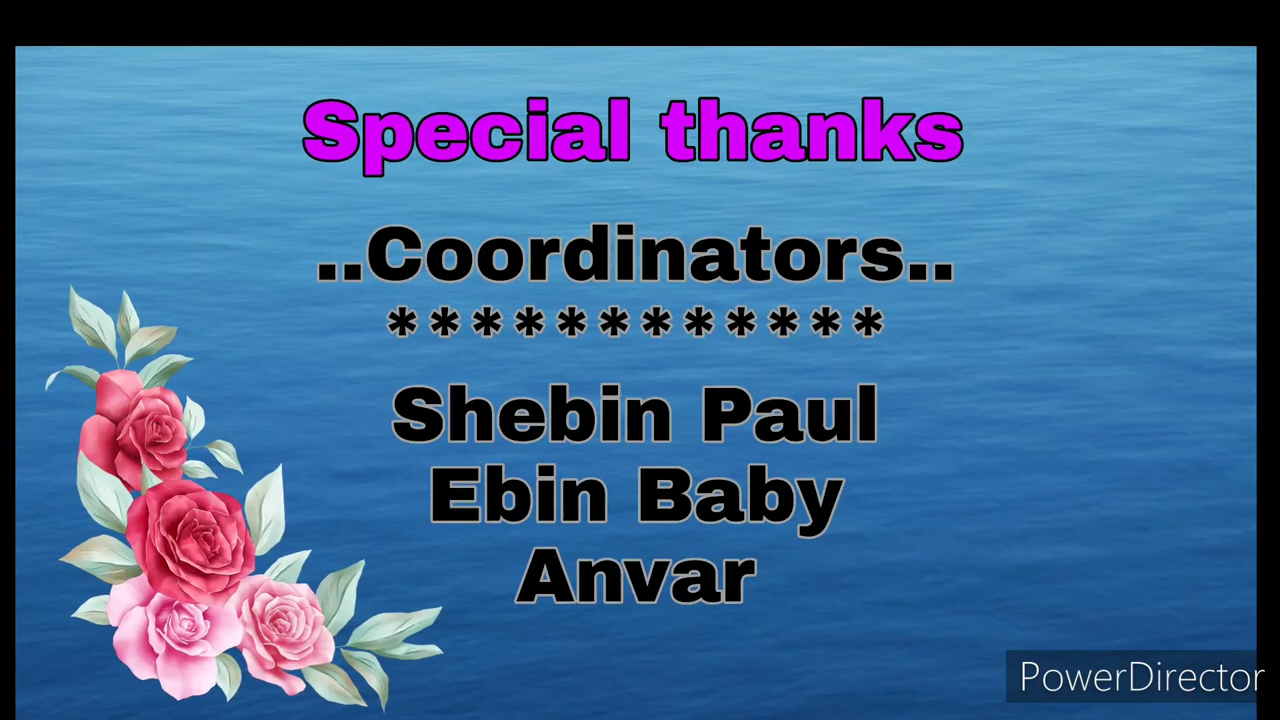 Special thanks
..Coordinators..
************
Shebin Paul
Ebin Baby
Anvar
PowerDirector